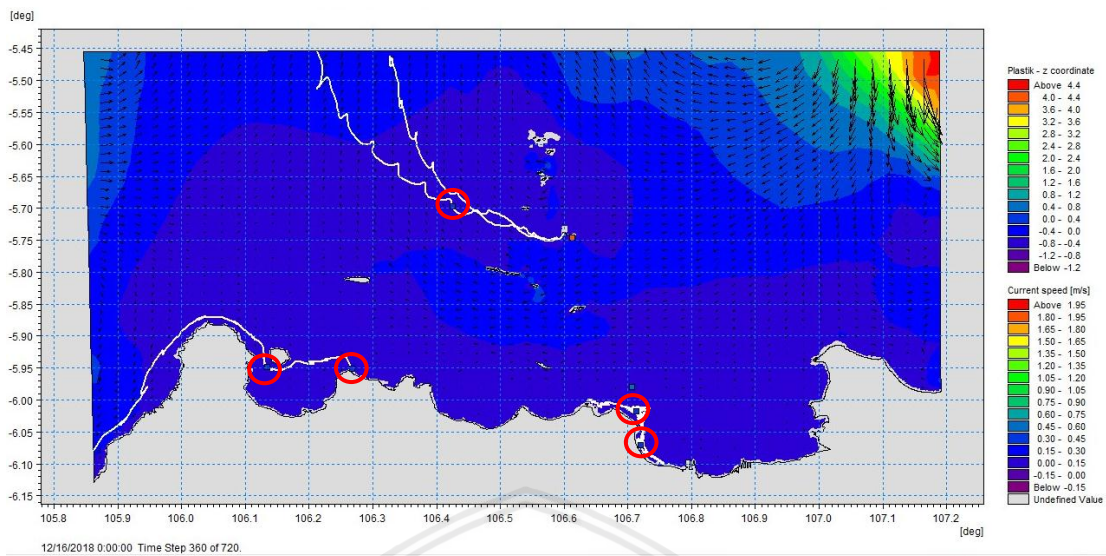 [deg]
-5.45
-5.50
-5.55
-5.60
-5.65
-5.70
-5.75
-5.80
-5.85
-5.90
-5.95
-6.00
-6.05
-6.10
-6.15
105.8 105.9 106.0 106.1 106.2 106.3 106.4 106.5 106.6 106.7 106.8 106.9 107.0 107.1 107.2
[deg]
12/16/2018 0:00:00 Time Step 360 of 720.
Plastik - z coordinate
Above 4.4
4.0 - 4.4
3.6 - 4.0
3.2 - 3.6
2.8 - 3.2
2.4 - 2.8
2.0 - 2.4
1.6 - 2.0
1.2 - 1.6
0.8 - 1.2
0.4 - 0.8
0.0 - 0.4
-0.4 - 0.0
-0.8 - -0.4
-1.2 - -0.8
Below -1.2
Current speed [m/s]
Above 1.95
1.80 - 1.95
1.65 - 1.80
1.50 - 1.65
1.35 - 1.50
1.20 - 1.35
1.05 - 1.20
0.90 - 1.05
0.75 - 0.90
0.60 - 0.75
0.45 - 0.60
0.30 - 0.45
0.15 - 0.30
0.00 - 0.15
-0.15 - 0.00
Below -0.15
Undefined Value